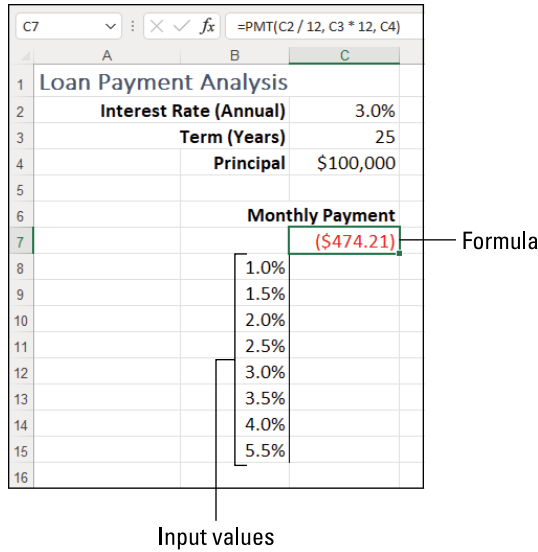 C7 fx =PMT(C2 / 12, C3 * 12, C4)
A B C
1 Loan Payment Analysis
2 Interest Rate (Annual) 3.0%
3 Term (Years) 25
4 Principal $100,000
5
6 Monthly Payment
7 ($474.21) Formula
8 1.0%
9 1.5%
10 2.0%
11 2.5%
12 3.0%
13 3.5%
14 4.0%
15 5.5%
16
Input values